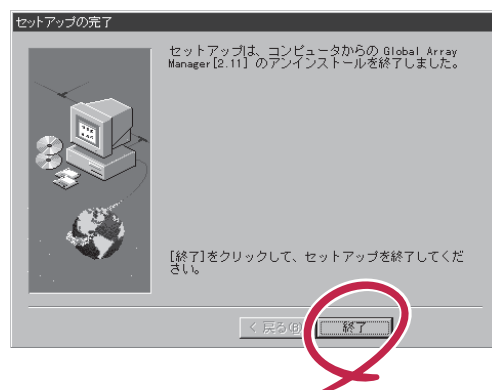 セットアップの完了
セットアップは、コンピュータからの Global Array
Manager[2.11] のアンインストールを終了しました。
[終了]をクリックして、セットアップを終了してくだ
さい。
< 戻る(B)
終了